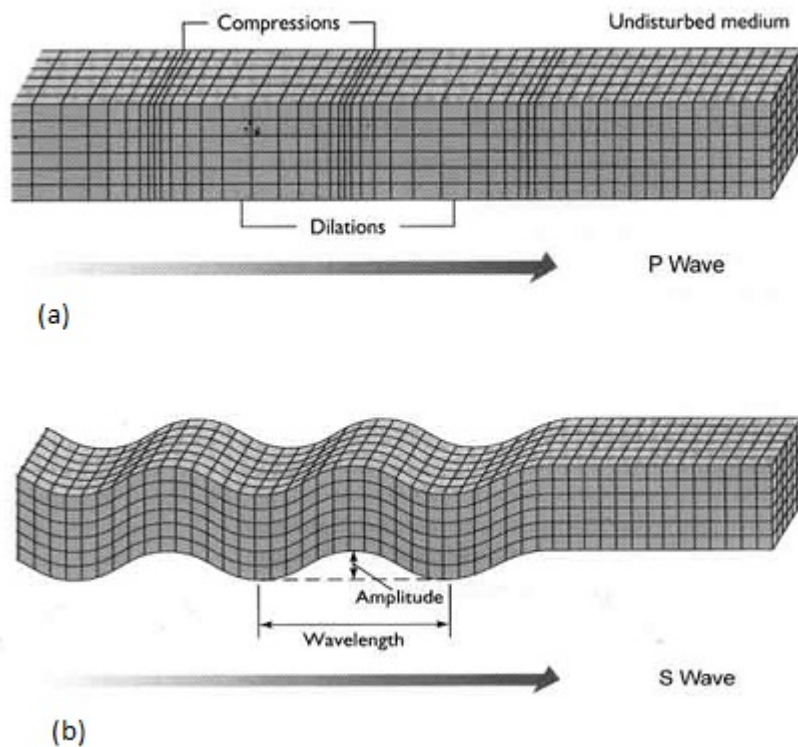 Compressions
Undisturbed medium
Dilations
P Wave
(a)
Amplitude
Wavelength
S Wave
(b)